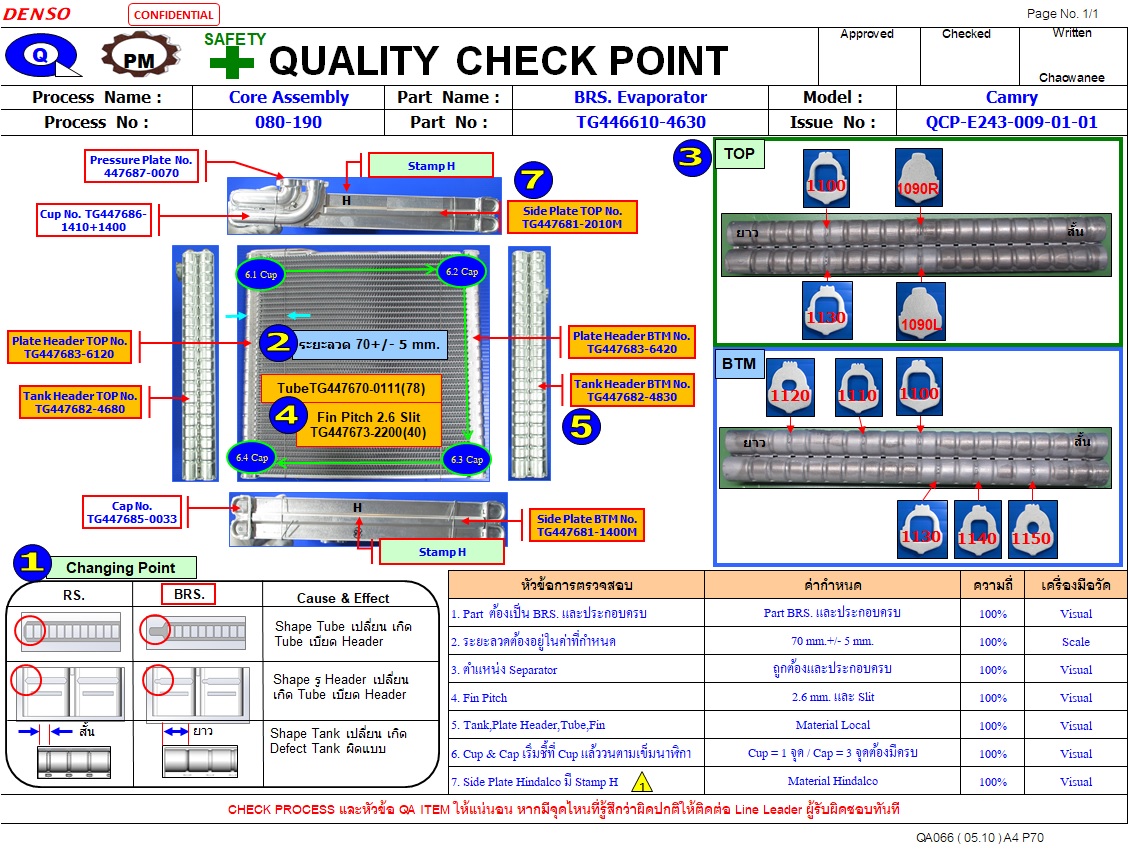 DENSO
CONFIDENTIAL
Page No. 1/1
Q
PM
SAFETY
QUALITY CHECK POINT
Approved
Checked
Written
Chaowanee
Process Name :
Core Assembly
Part Name :
BRS. Evaporator
Model :
Camry
Process No :
080-190
Part No :
TG446610-4630
Issue No :
QCP-E243-009-01-01
Pressure Plate No.
447687-0070
Stamp H
H
7
Cup No. TG447686-
1410+1400
Side Plate TOP No.
TG447681-2010M
6.1 Cup
6.2 Cap
2
ระยะลวด 70+/- 5 mm.
Plate Header TOP No.
TG447683-6120
Plate Header BTM No.
TG447683-6420
TubeTG447670-0111(78)
Tank Header TOP No.
TG447682-4680
Tank Header BTM No.
TG447682-4830
4
Fin Pitch 2.6 Slit
TG447673-2200(40)
5
6.4 Cap
6.3 Cap
Cap No.
TG447685-0033
H
Side Plate BTM No.
TG447681-1400M
Stamp H
3
TOP
1100
1090R
ยาว
สั้น
1130
1090L
BTM
1120
1110
1100
ยาว
สั้น
1130
1140
1150
1
Changing Point
RS.
BRS.
Cause & Effect
Shape Tube เปลี่ยน เกิด
Tube เบียด Header
Shape รู Header เปลี่ยน
เกิด Tube เบียด Header
สั้น
ยาว
Shape Tank เปลี่ยน เกิด
Defect Tank ผิดแบบ
หัวข้อการตรวจสอบ
ค่ากำหนด
ความถี่
เครื่องมือวัด
1. Part ต้องเป็น BRS. และประกอบครบ
Part BRS. และประกอบครบ
100%
Visual
2. ระยะลวดต้องอยู่ในค่าที่กำหนด
70 mm.+/- 5 mm.
100%
Scale
3. ตำแหน่ง Separator
ถูกต้องและประกอบครบ
100%
Visual
4. Fin Pitch
2.6 mm. และ Slit
100%
Visual
5. Tank,Plate Header,Tube,Fin
Material Local
100%
Visual
6. Cup & Cap เริ่มชี้ที่ Cup แล้ววนตามเข็มนาฬิกา
Cup = 1 จุด / Cap = 3 จุดต้องมีครบ
100%
Visual
7. Side Plate Hindalco มี Stamp H
1
Material Hindalco
100%
Visual
CHECK PROCESS และหัวข้อ QA ITEM ให้แน่นอน หากมีจุดไหนที่รู้สึกว่าผิดปกติให้ติดต่อ Line Leader ผู้รับผิดชอบทันที
QA066 ( 05.10 ) A4 P70